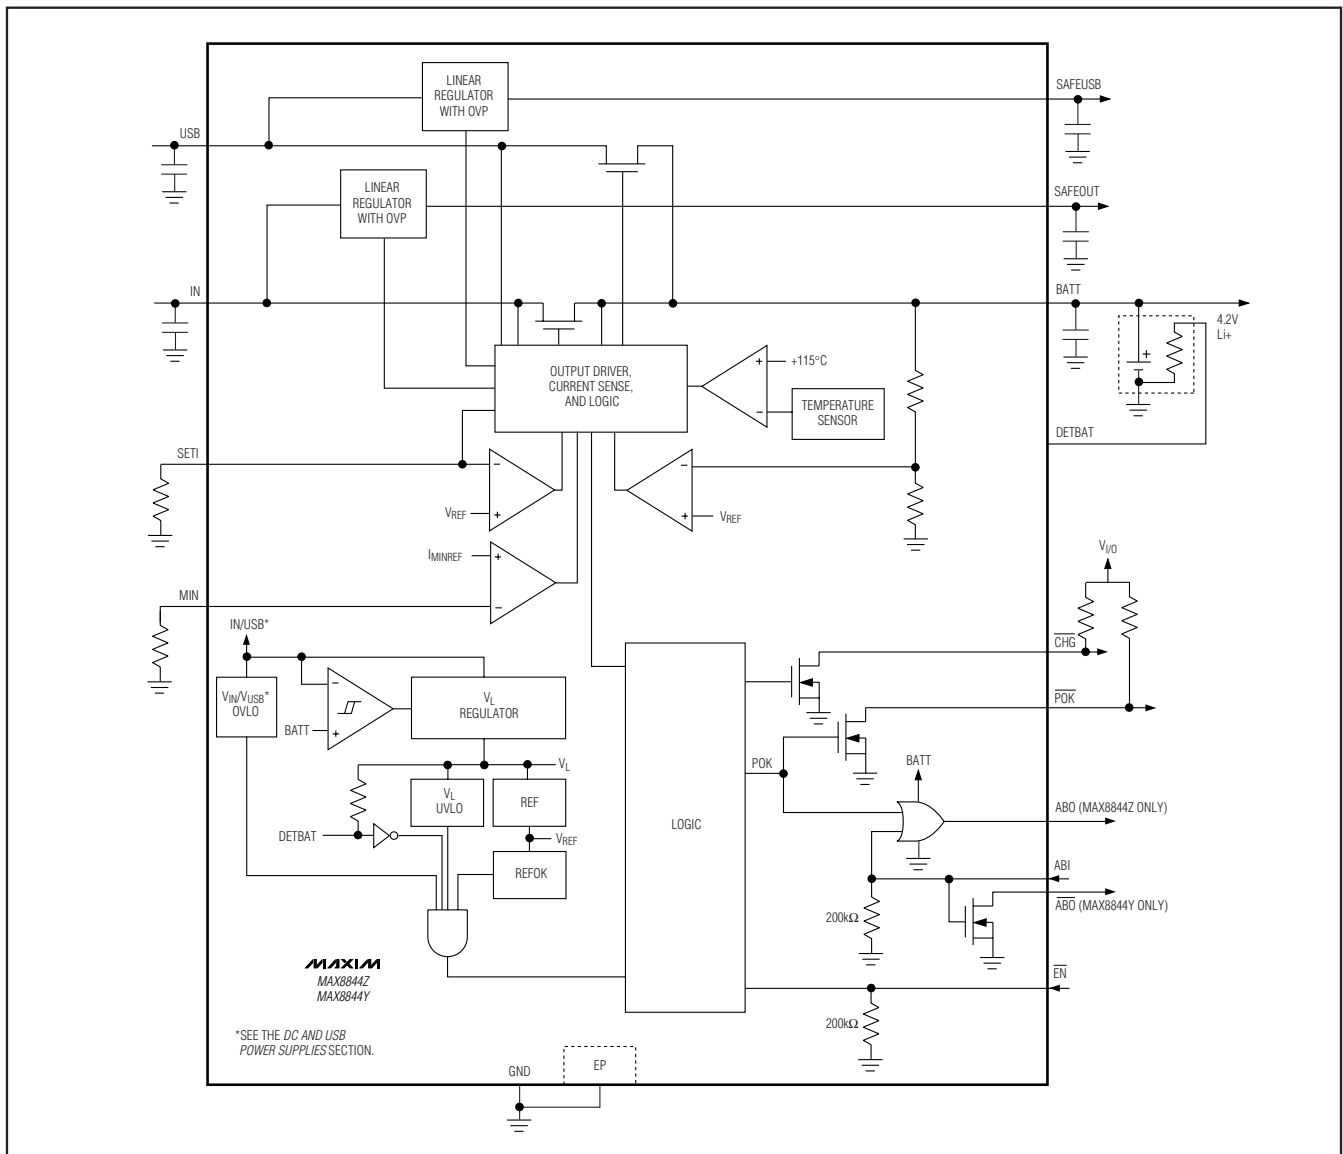 LINEAR
REGULATOR
WITH OVP
SAFEUSB
USB
LINEAR
REGULATOR
WITH OVP
SAFEOUT
IN
BATT
4.2V
Li+
+
OUTPUT DRIVER,
CURRENT SENSE,
AND LOGIC
+
+115°C
−
TEMPERATURE
SENSOR
DETBAT
SETI
−
−
VREF
+
+
VREF
IMINREF
+
VI/O
MIN
−
IN/USB*
CHG
VIN/VUSB*
OVLO
−
BATT
+
VL
REGULATOR
POK
VL
POK
BATT
VL
UVLO
REF
ABO (MAX8844Z ONLY)
LOGIC
DETBAT
VREF
REFOK
ABI
ABO (MAX8844Y ONLY)
200kΩ
MAXIM
MAX8844Z
MAX8844Y
EN
200kΩ
*SEE THE DC AND USB
POWER SUPPLIES SECTION.
GND
EP